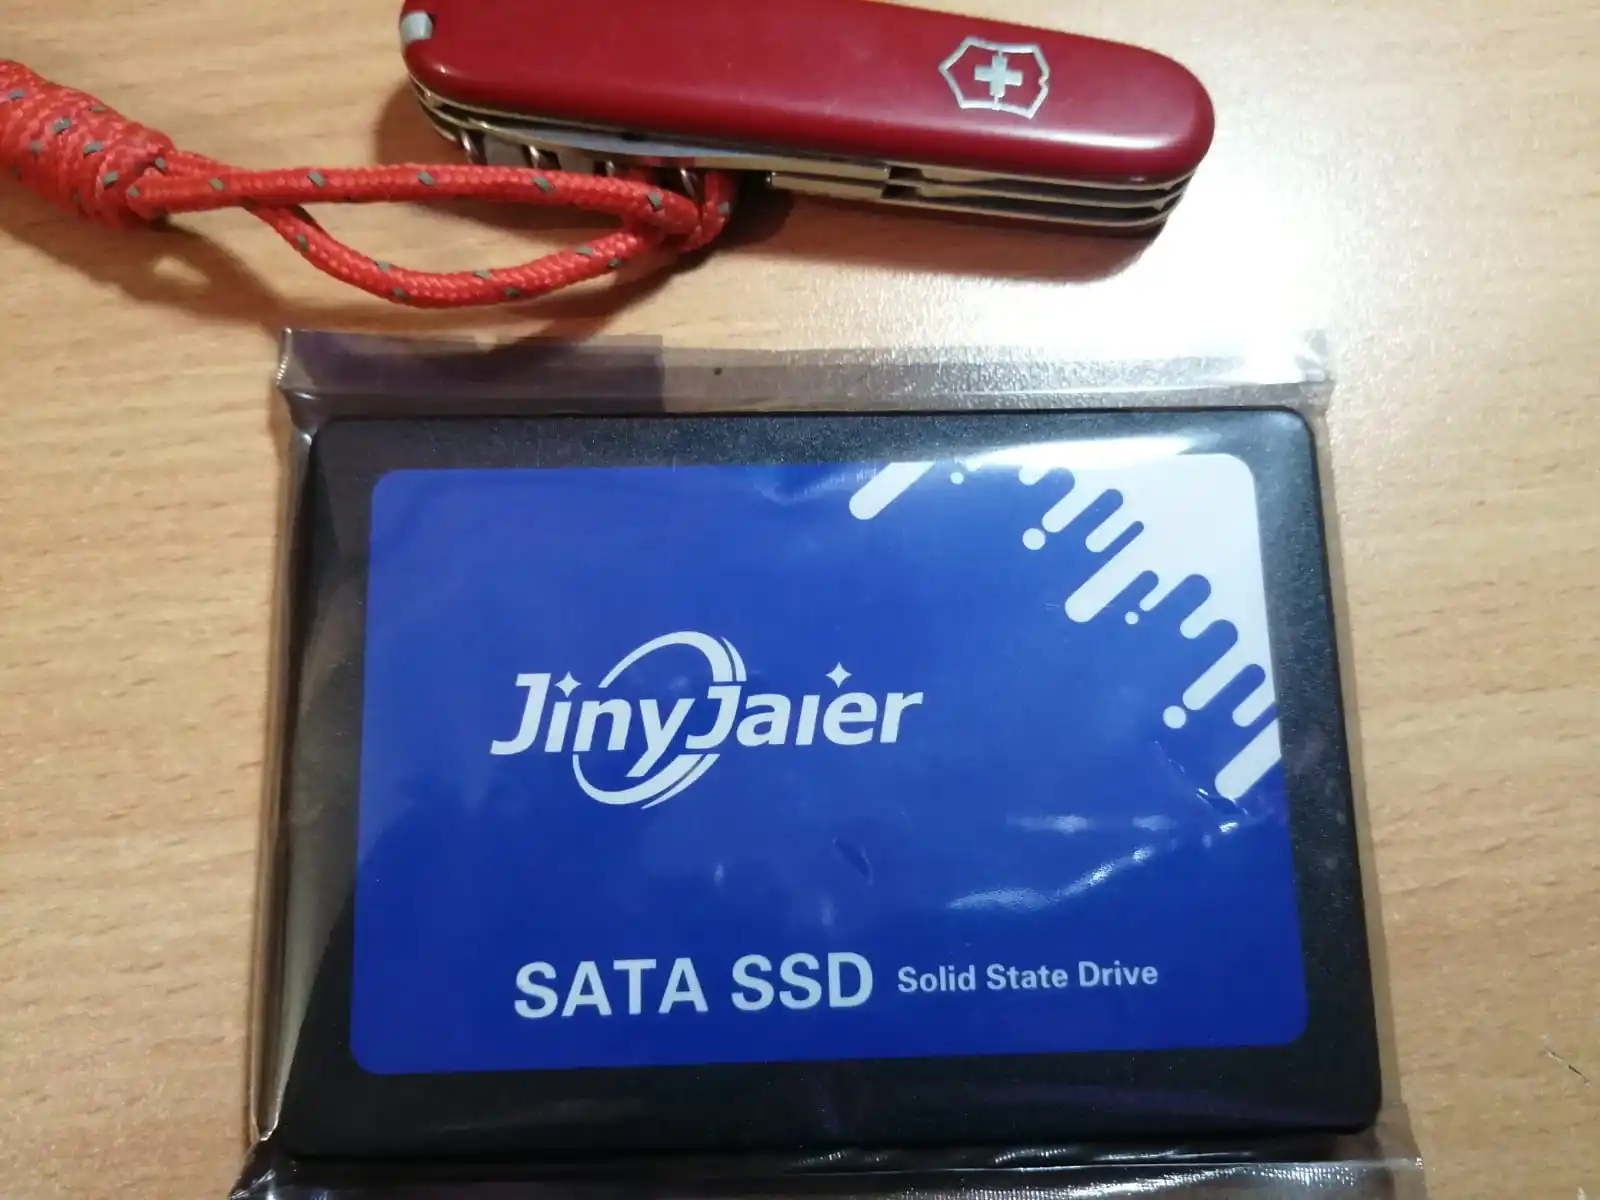 JinyJaier
SATA SSD Solid State Drive